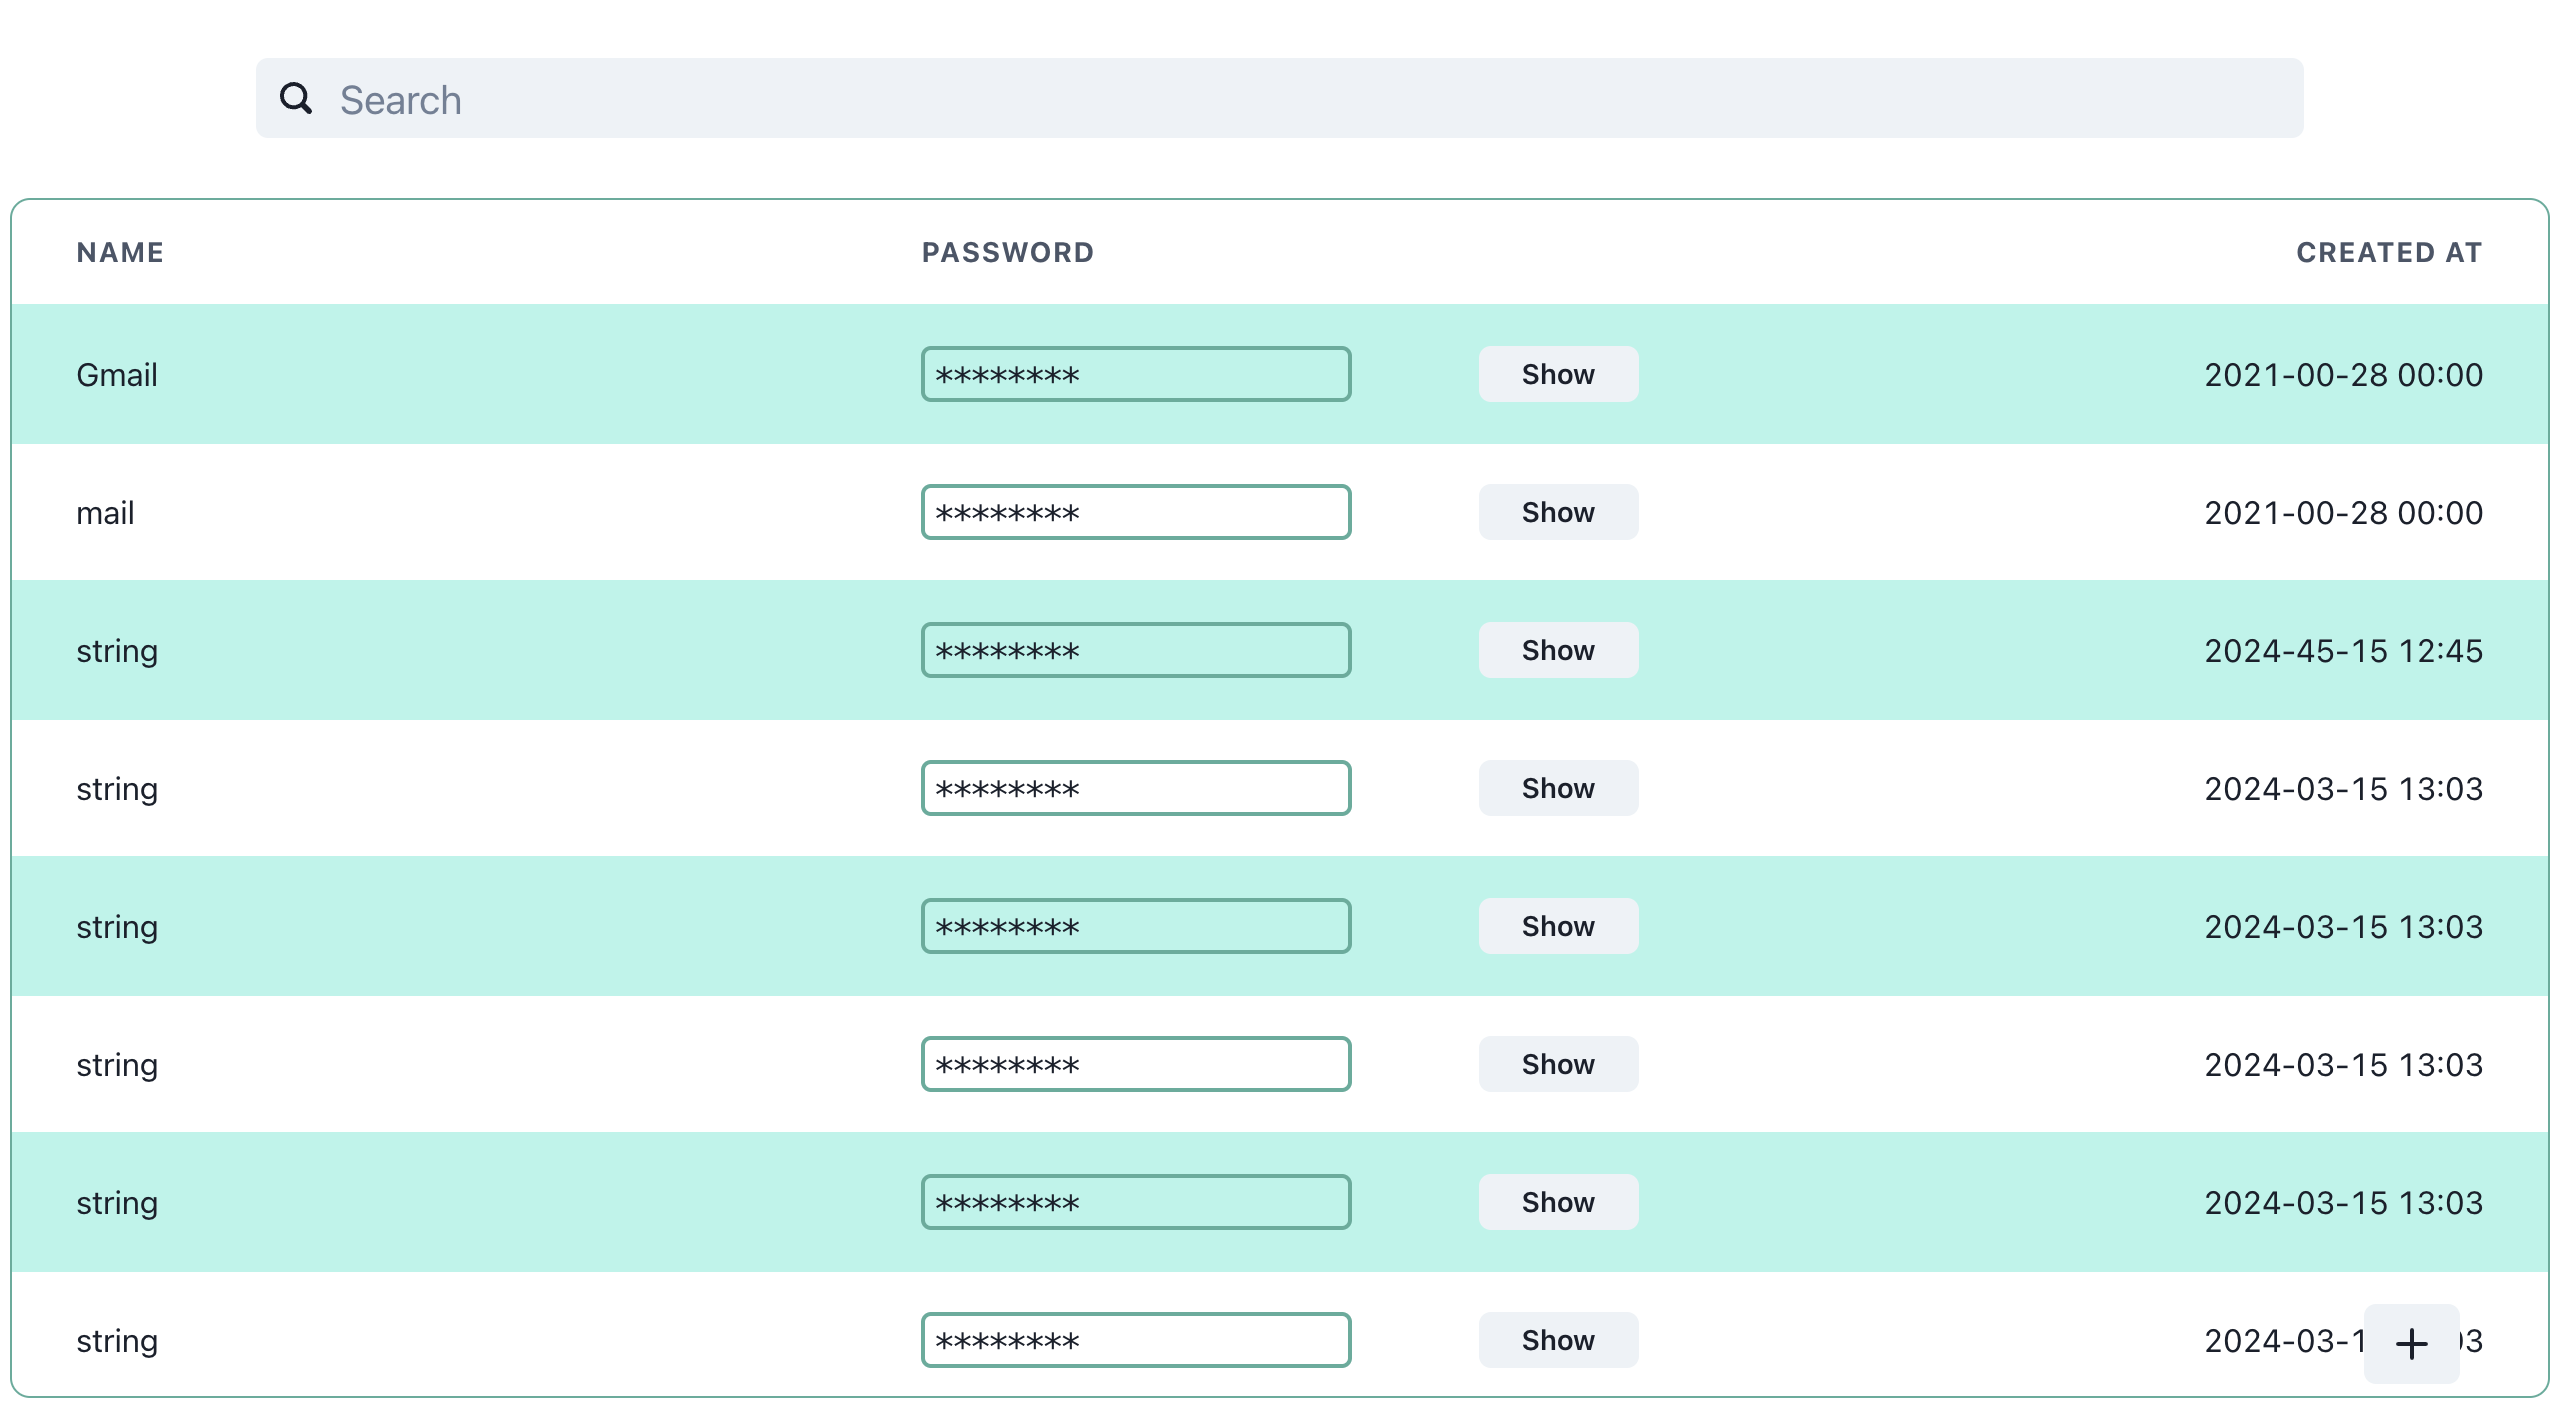 Search
NAME PASSWORD CREATED AT
Gmail ******** Show 2021-00-28 00:00
mail ******** Show 2021-00-28 00:00
string ******** Show 2024-45-15 12:45
string ******** Show 2024-03-15 13:03
string ******** Show 2024-03-15 13:03
string ******** Show 2024-03-15 13:03
string ******** Show 2024-03-15 13:03
string ******** Show 2024-03-1 + 3